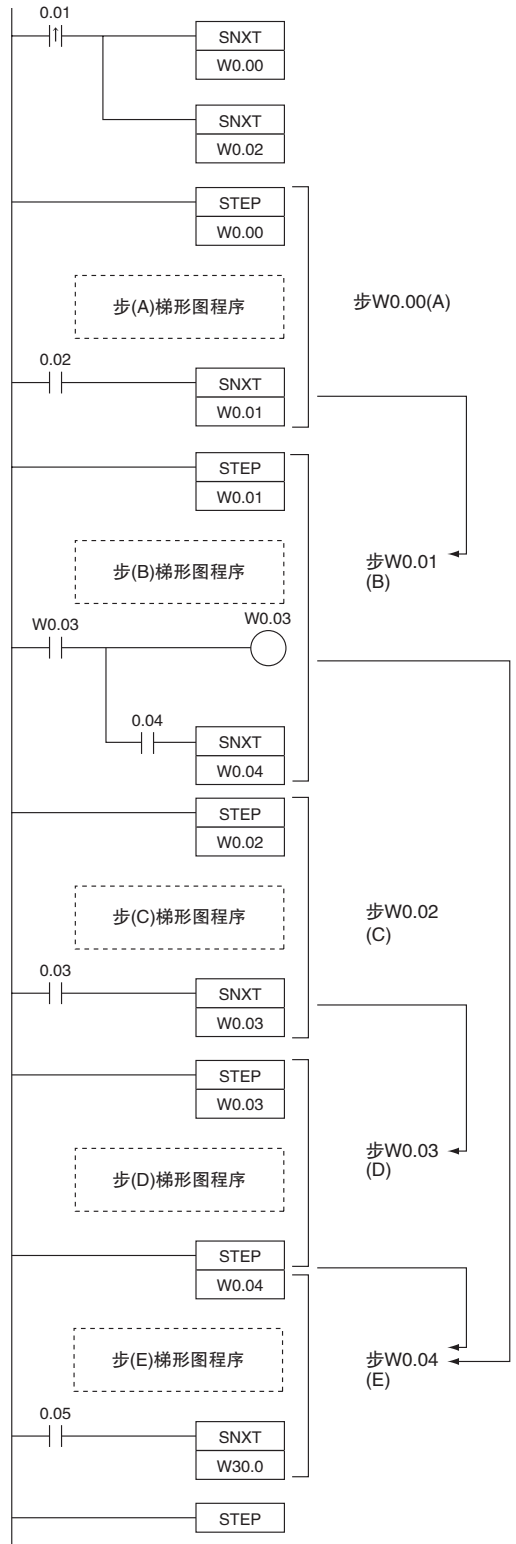 0.01
SNXT
W0.00
SNXT
W0.02
STEP
W0.00
步(A)梯形图程序
步W0.00(A)
0.02
SNXT
W0.01
STEP
W0.01
步(B)梯形图程序
步W0.01
(B)
W0.03
W0.03
0.04
SNXT
W0.04
STEP
W0.02
步(C)梯形图程序
步W0.02
(C)
0.03
SNXT
W0.03
STEP
W0.03
步(D)梯形图程序
步W0.03
(D)
STEP
W0.04
步(E)梯形图程序
步W0.04
(E)
0.05
SNXT
W30.0
STEP